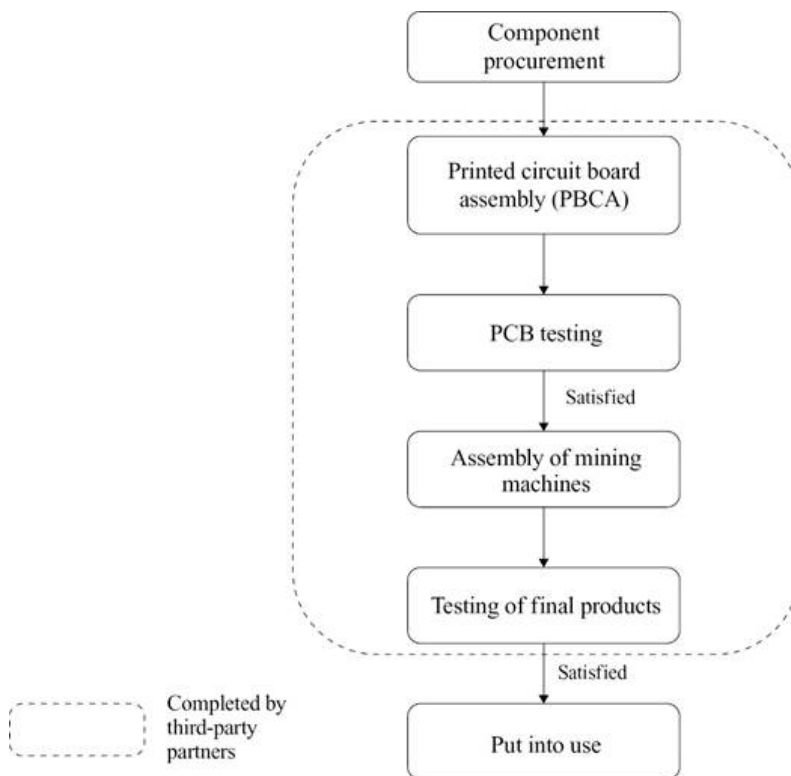 Component
procurement
Printed circuit board
assembly (PBCA)
PCB testing
Satisfied
Assembly of mining
machines
Testing of final products
Satisfied
Completed by
third-party
partners
Put into use